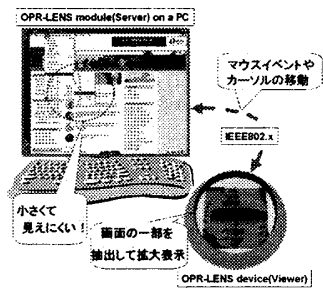 OPR-LENS module(Server) on a PC
マウスイベントや
カーソルの移動
IEEE802.x
小さくて
見えにくい!
画面の一部を
抽出して拡大表示
OPR-LENS device(Viewer)